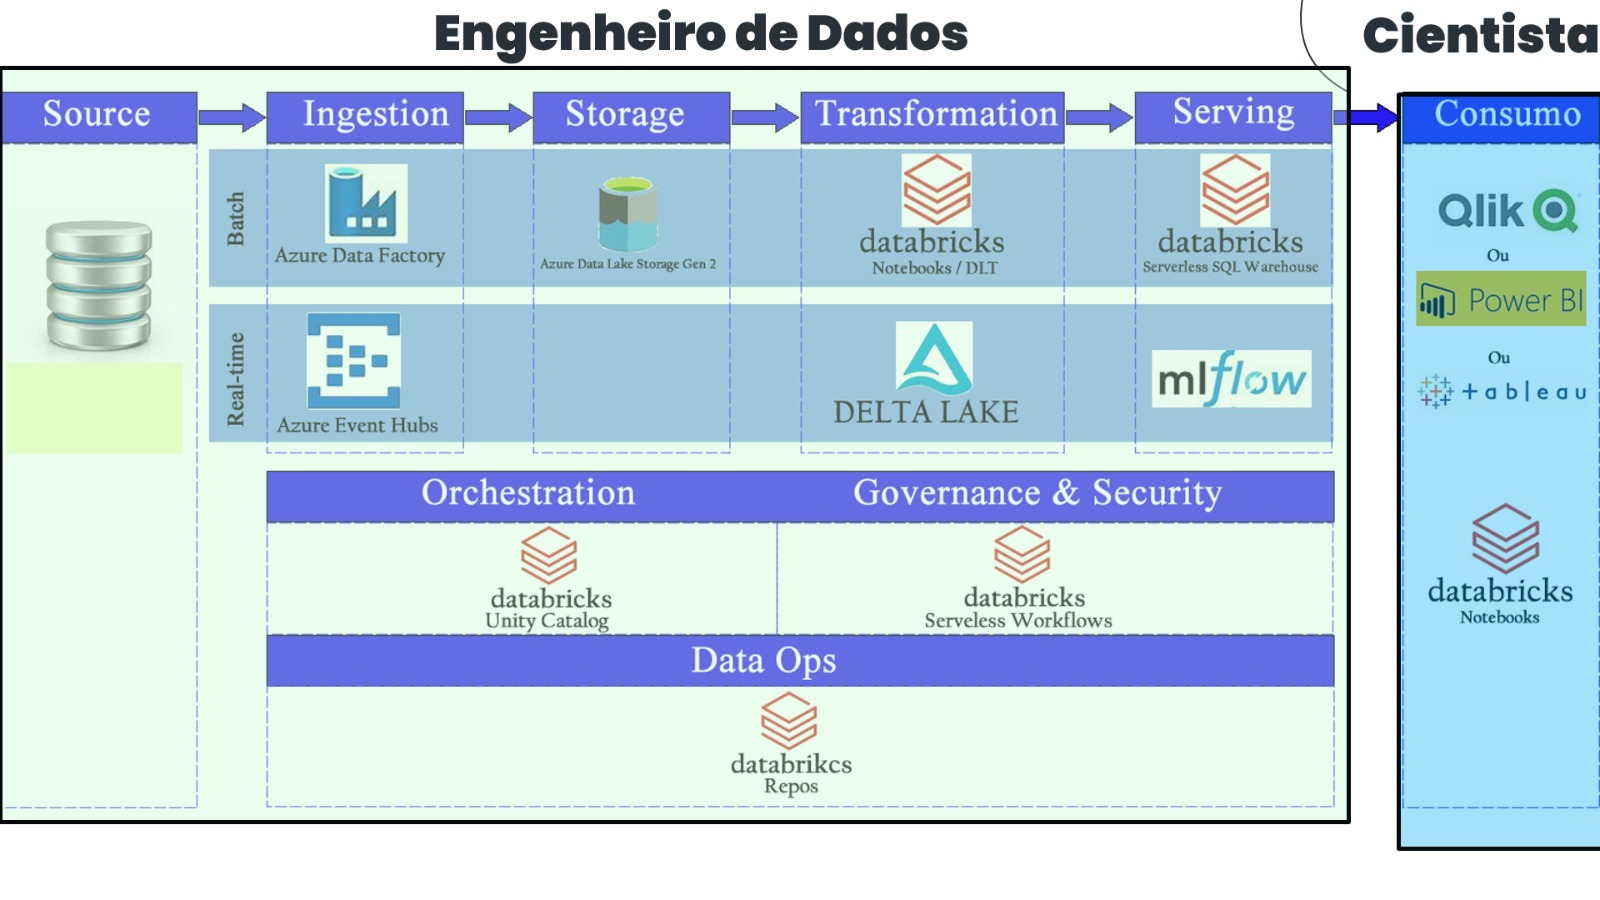 Engenheiro de Dados
Cientista
Source
Ingestion
Storage
Transformation
Serving
Consumo
Batch
Azure Data Factory
Azure Data Lake Storage Gen 2
databricks
Notebooks / DLT
databricks
Serverless SQL Warehouse
Qlik
Ou
Power BI
Real-time
Azure Event Hubs
DELTA LAKE
mlflow
Ou
+ableau
Orchestration
Governance & Security
databricks
Unity Catalog
databricks
Serveless Workflows
databricks
Notebooks
Data Ops
databrikcs
Repos